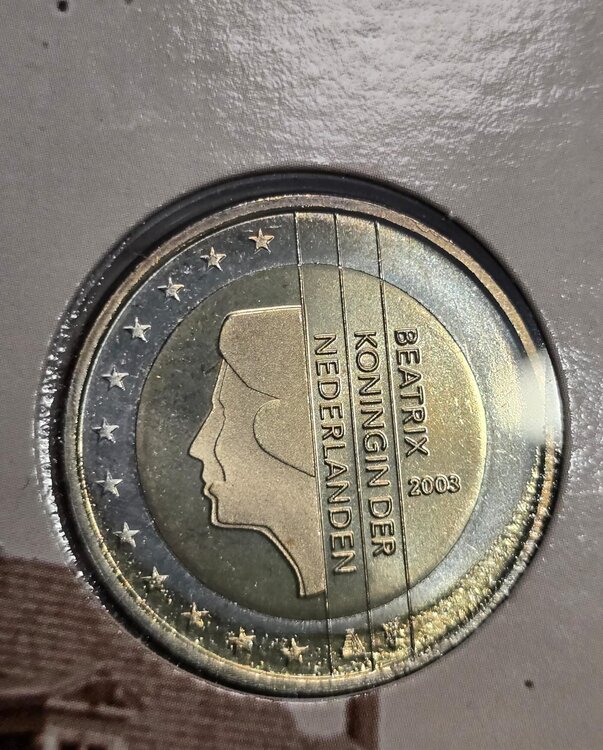 BEATRIX
KONINGIN DER
NEDERLANDEN
2003